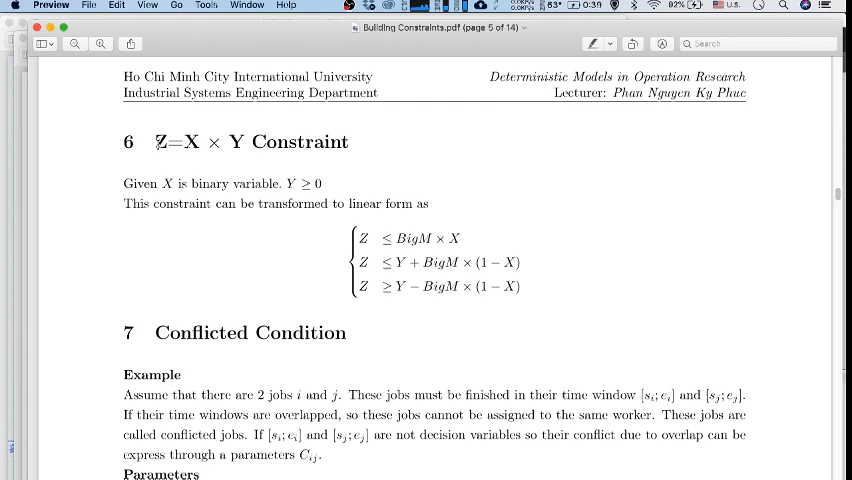 Preview File Edit View Go Tools Window Help 63° 0:39 92% U.S.
Building Constraints.pdf (page 5 of 14)
Search
Ho Chi Minh City International University
Deterministic Models in Operation Research
Industrial Systems Engineering Department
Lecturer: Phan Nguyen Ky Phuc
6 Z=X × Y Constraint
Given X is binary variable. Y ≥ 0
This constraint can be transformed to linear form as
Z ≤ BigM × X
Z ≤ Y + BigM × (1 − X)
Z ≥ Y − BigM × (1 − X)
7 Conflicted Condition
Example
Assume that there are 2 jobs i and j. These jobs must be finished in their time window [s_i; e_i] and [s_j; e_j].
If their time windows are overlapped, so these jobs cannot be assigned to the same worker. These jobs are
called conflicted jobs. If [s_i; e_i] and [s_j; e_j] are not decision variables so their conflict due to overlap can be
express through a parameters C_ij.
Parameters